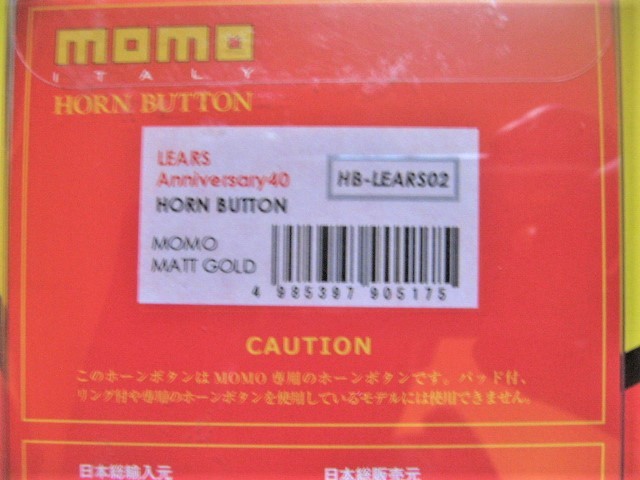 momo
ITALY
HORN BUTTON
LEARS
Anniversary40
HB-LEARS02
HORN BUTTON
MOMO
MATT GOLD
4 985397 905175
CAUTION
このホーンボタンは MOMO 専用のホーンボタンです。パッド付、
リング付や専用のホーンボタンを使用しているモデルには使用できません。
日本総輸入元 日本総販売元